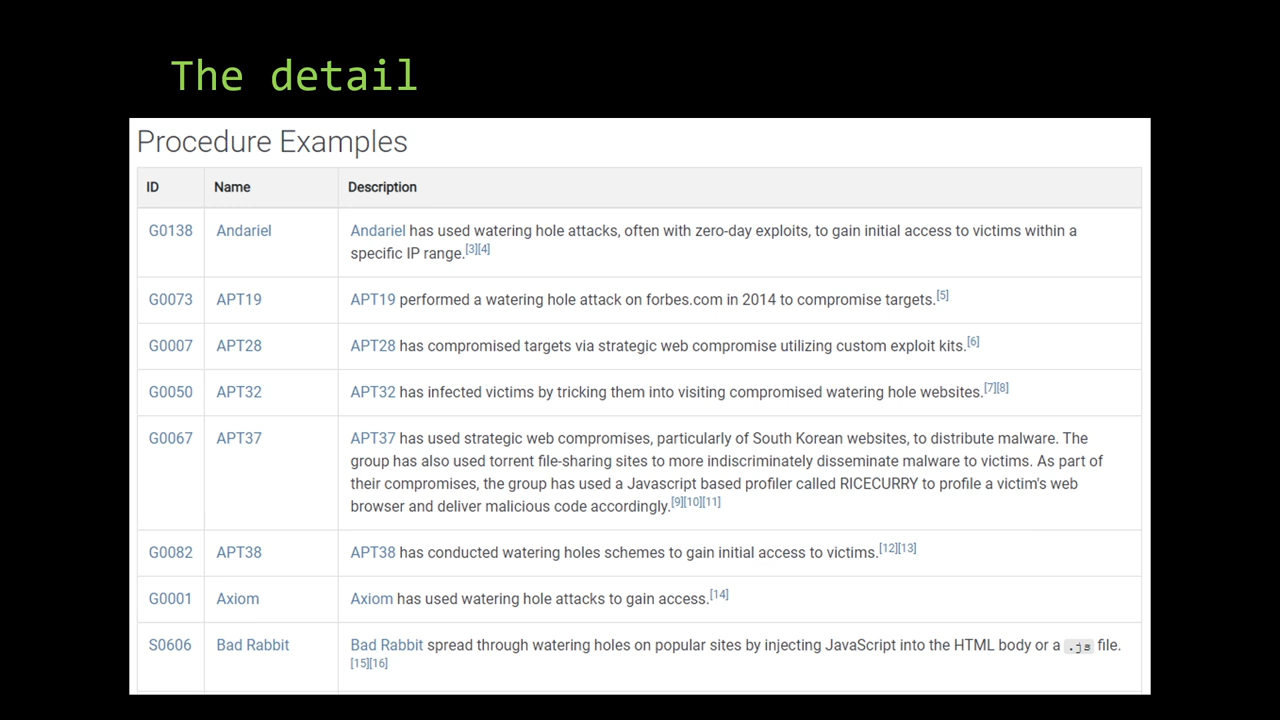 The detail
Procedure Examples
ID Name Description
G0138 Andariel Andariel has used watering hole attacks, often with zero-day exploits, to gain initial access to victims within a
specific IP range.[3][4]
G0073 APT19 APT19 performed a watering hole attack on forbes.com in 2014 to compromise targets.[5]
G0007 APT28 APT28 has compromised targets via strategic web compromise utilizing custom exploit kits.[6]
G0050 APT32 APT32 has infected victims by tricking them into visiting compromised watering hole websites.[7][8]
G0067 APT37 APT37 has used strategic web compromises, particularly of South Korean websites, to distribute malware. The
group has also used torrent file-sharing sites to more indiscriminately disseminate malware to victims. As part of
their compromises, the group has used a Javascript based profiler called RICECURRY to profile a victim's web
browser and deliver malicious code accordingly.[9][10][11]
G0082 APT38 APT38 has conducted watering holes schemes to gain initial access to victims.[12][13]
G0001 Axiom Axiom has used watering hole attacks to gain access.[14]
S0606 Bad Rabbit Bad Rabbit spread through watering holes on popular sites by injecting JavaScript into the HTML body or a .js file.
[15][16]